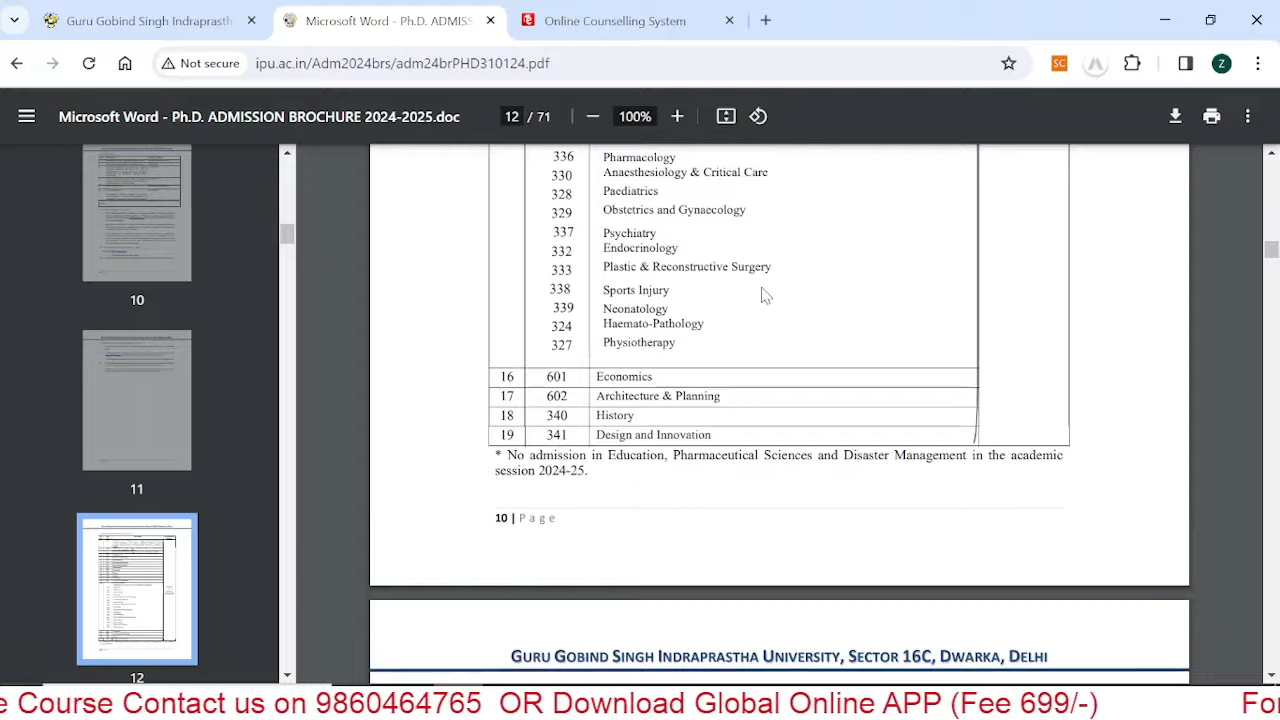 Guru Gobind Singh Indraprasth
Microsoft Word - Ph.D. ADMISS
Online Counselling System
Not secure
ipu.ac.in/Adm2024brs/adm24brPHD310124.pdf
SC
Z
Microsoft Word - Ph.D. ADMISSION BROCHURE 2024-2025.doc
12 / 71
100%
10
11
12
336 Pharmacology
330 Anaesthesiology & Critical Care
328 Paediatrics
329 Obstetrics and Gynaecology
337 Psychiatry
332 Endocrinology
333 Plastic & Reconstructive Surgery
338 Sports Injury
339 Neonatology
324 Haemato-Pathology
327 Physiotherapy
16 601 Economics
17 602 Architecture & Planning
18 340 History
19 341 Design and Innovation
* No admission in Education, Pharmaceutical Sciences and Disaster Management in the academic
session 2024-25.
10 | Page
GURU GOBIND SINGH INDRAPRASTHA UNIVERSITY, SECTOR 16C, DWARKA, DELHI
e Course Contact us on 9860464765 OR Download Global Online APP (Fee 699/-) For